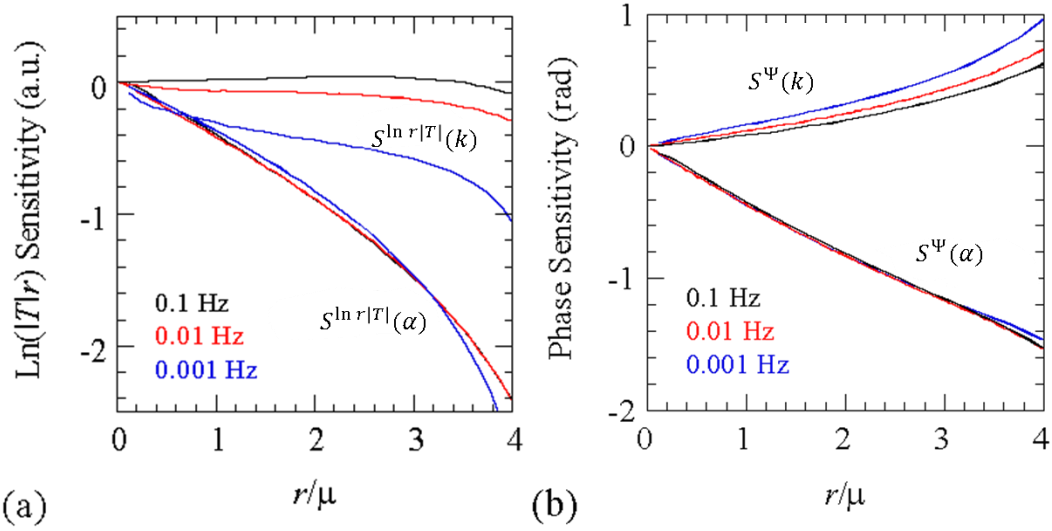 Ln(|T|r) Sensitivity (a.u.)
0
-1
-2
S^{ln r|T|}(k)
S^{ln r|T|}(α)
0.1 Hz
0.01 Hz
0.001 Hz
0 1 2 3 4
r/μ
(a)
Phase Sensitivity (rad)
1
0
-1
-2
S^Ψ(k)
S^Ψ(α)
0.1 Hz
0.01 Hz
0.001 Hz
0 1 2 3 4
r/μ
(b)